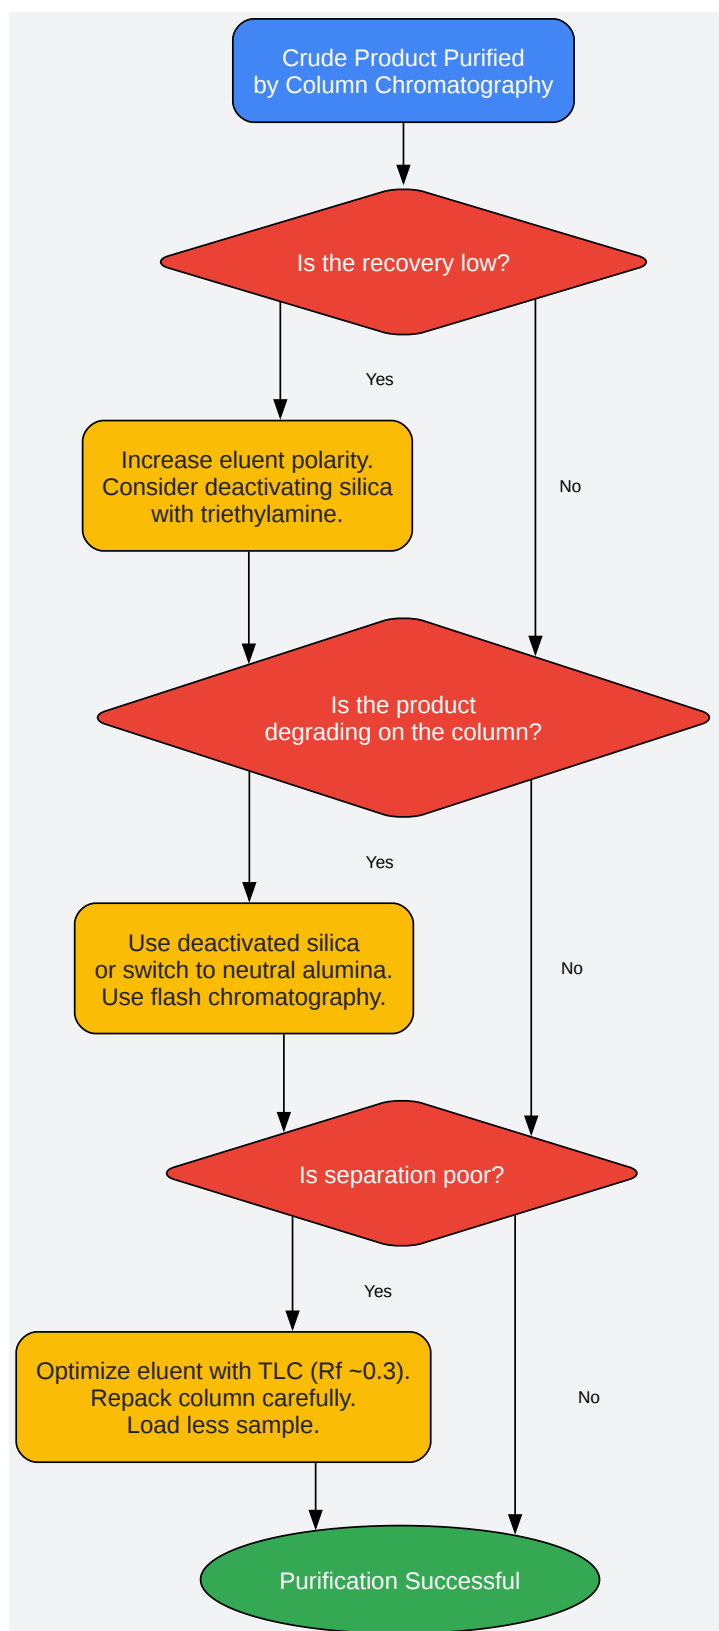 Crude Product Purified
by Column Chromatography
Is the recovery low?
Yes
Increase eluent polarity.
Consider deactivating silica
with triethylamine.
No
Is the product
degrading on the column?
Yes
Use deactivated silica
or switch to neutral alumina.
Use flash chromatography.
No
Is separation poor?
Yes
Optimize eluent with TLC (Rf ~0.3).
Repack column carefully.
Load less sample.
No
Purification Successful